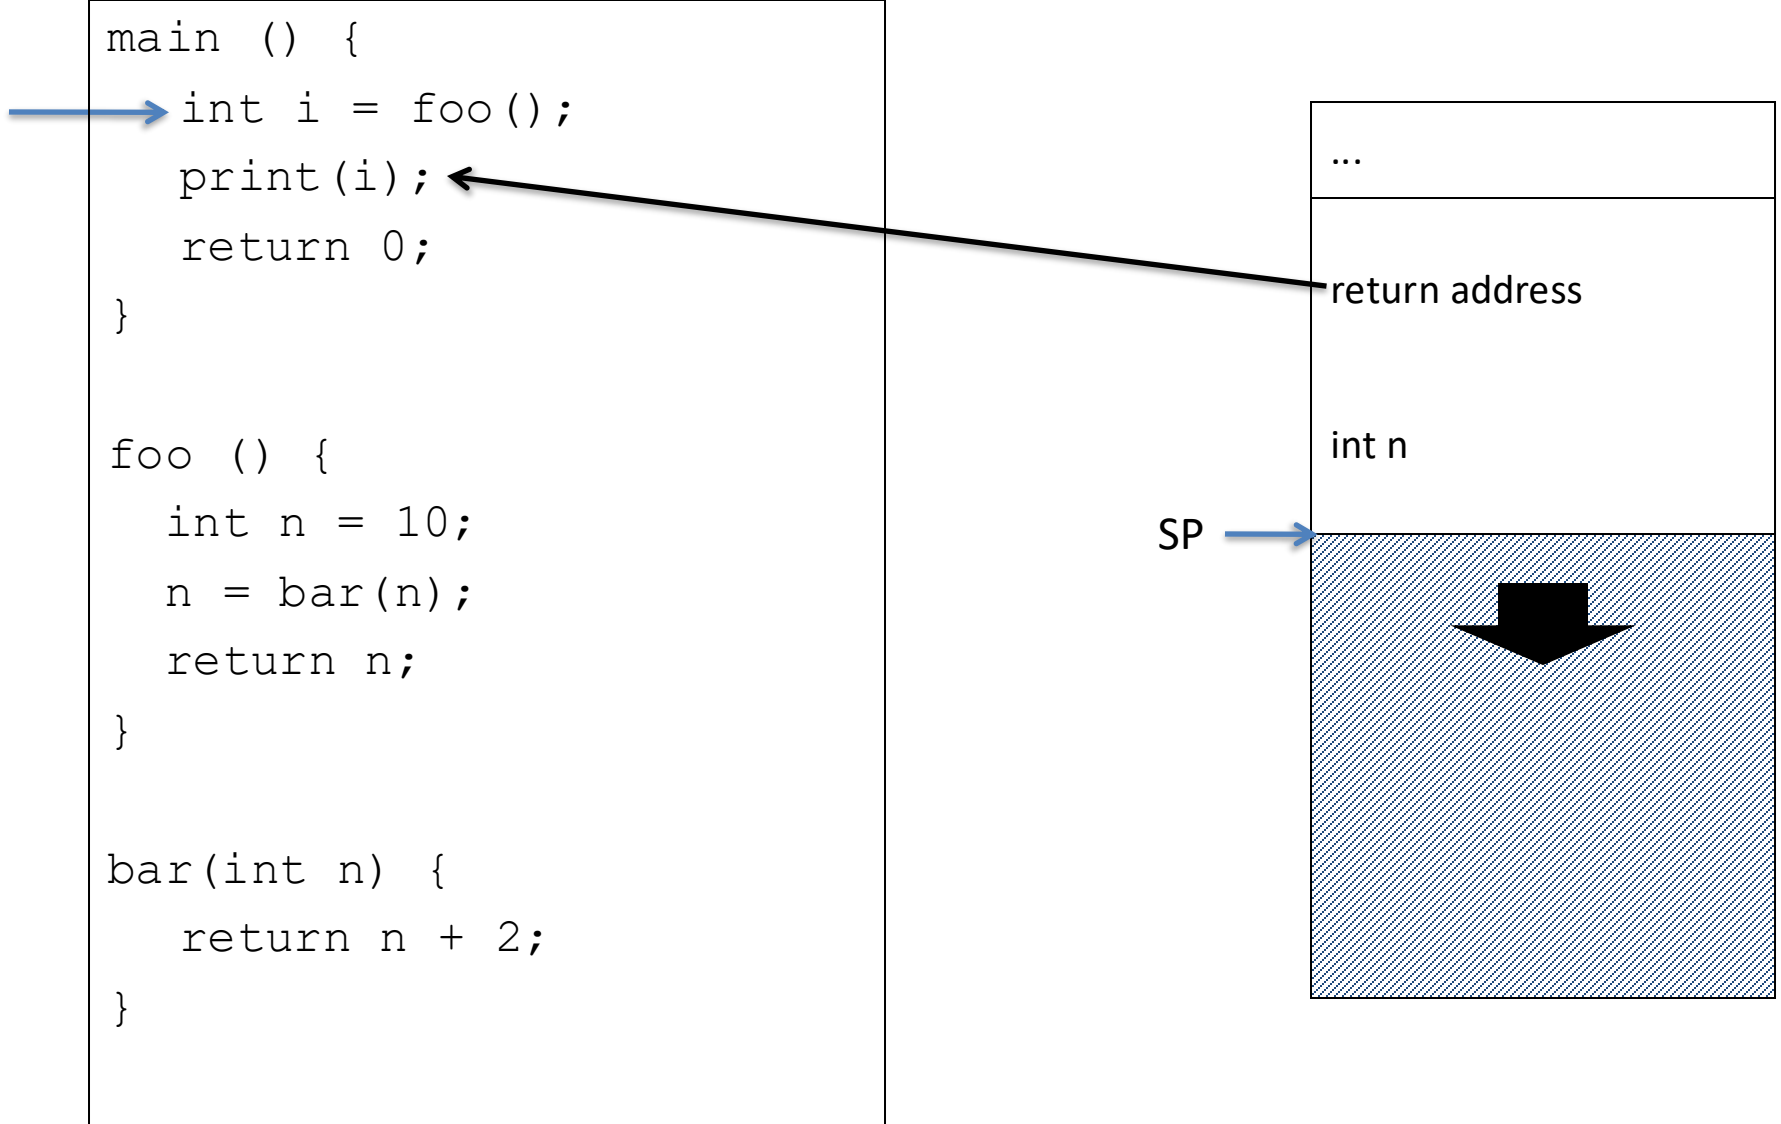 main () {
int i = foo();
print(i);
return 0;
}
foo () {
int n = 10;
n = bar(n);
return n;
}
bar(int n) {
return n + 2;
}
...
return address
int n
SP